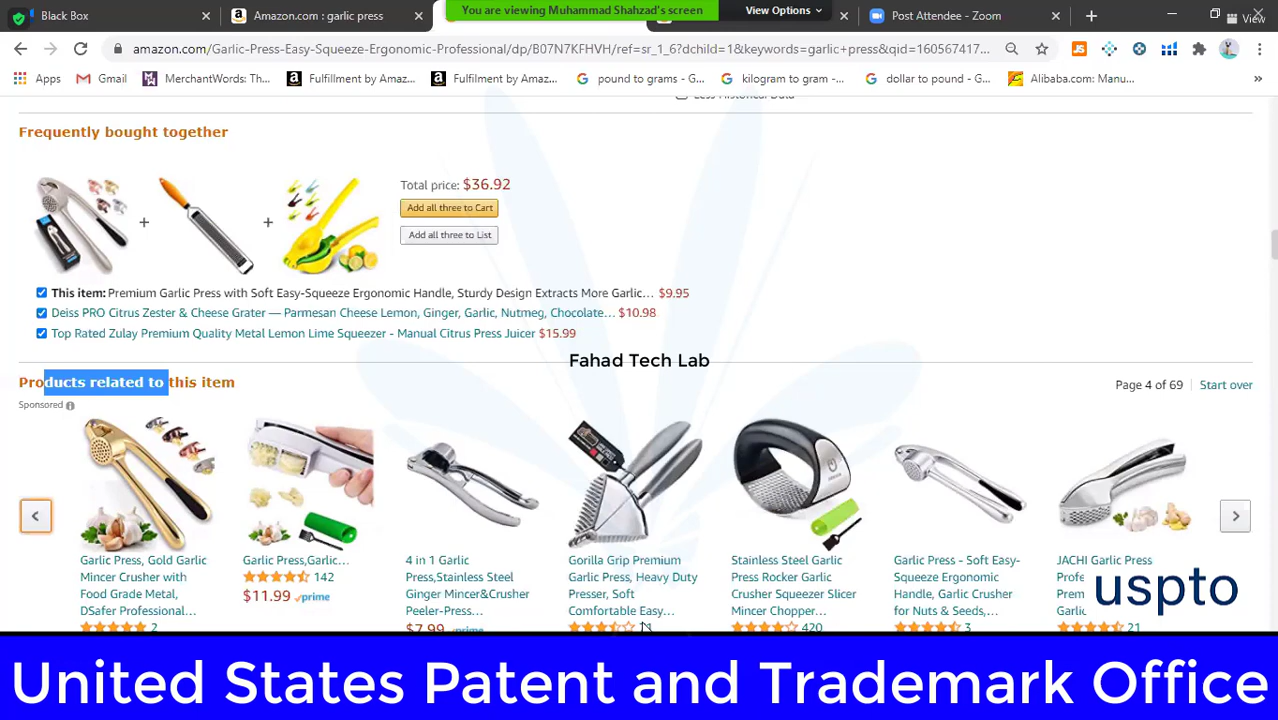 Black Box
Amazon.com : garlic press
You are viewing Muhammad Shahzad's screen
View Options
Post Attendee - Zoom
View
amazon.com/Garlic-Press-Easy-Squeeze-Ergonomic-Professional/dp/B07N7KFHVH/ref=sr_1_6?dchild=1&keywords=garlic+press&qid=160567417...
Apps
Gmail
MerchantWords: Th...
Fulfillment by Amaz...
Fulfilment by Amaz...
pound to grams - G...
kilogram to gram -...
dollar to pound - G...
Alibaba.com: Manu...
Frequently bought together
Total price: $36.92
Add all three to Cart
Add all three to List
This item: Premium Garlic Press with Soft Easy-Squeeze Ergonomic Handle, Sturdy Design Extracts More Garlic... $9.95
Deiss PRO Citrus Zester & Cheese Grater — Parmesan Cheese Lemon, Ginger, Garlic, Nutmeg, Chocolate... $10.98
Top Rated Zulay Premium Quality Metal Lemon Lime Squeezer - Manual Citrus Press Juicer $15.99
Fahad Tech Lab
Products related to this item
Page 4 of 69 Start over
Sponsored
Garlic Press, Gold Garlic
Mincer Crusher with
Food Grade Metal,
DSafer Professional...
2
Garlic Press,Garlic...
142
$11.99 prime
4 in 1 Garlic
Press,Stainless Steel
Ginger Mincer&Crusher
Peeler-Press...
$7.99 prime
Gorilla Grip Premium
Garlic Press, Heavy Duty
Presser, Soft
Comfortable Easy...
Stainless Steel Garlic
Press Rocker Garlic
Crusher Squeezer Slicer
Mincer Chopper...
420
Garlic Press - Soft Easy-
Squeeze Ergonomic
Handle, Garlic Crusher
for Nuts & Seeds,...
3
JACHI Garlic Press
21
uspto
United States Patent and Trademark Office